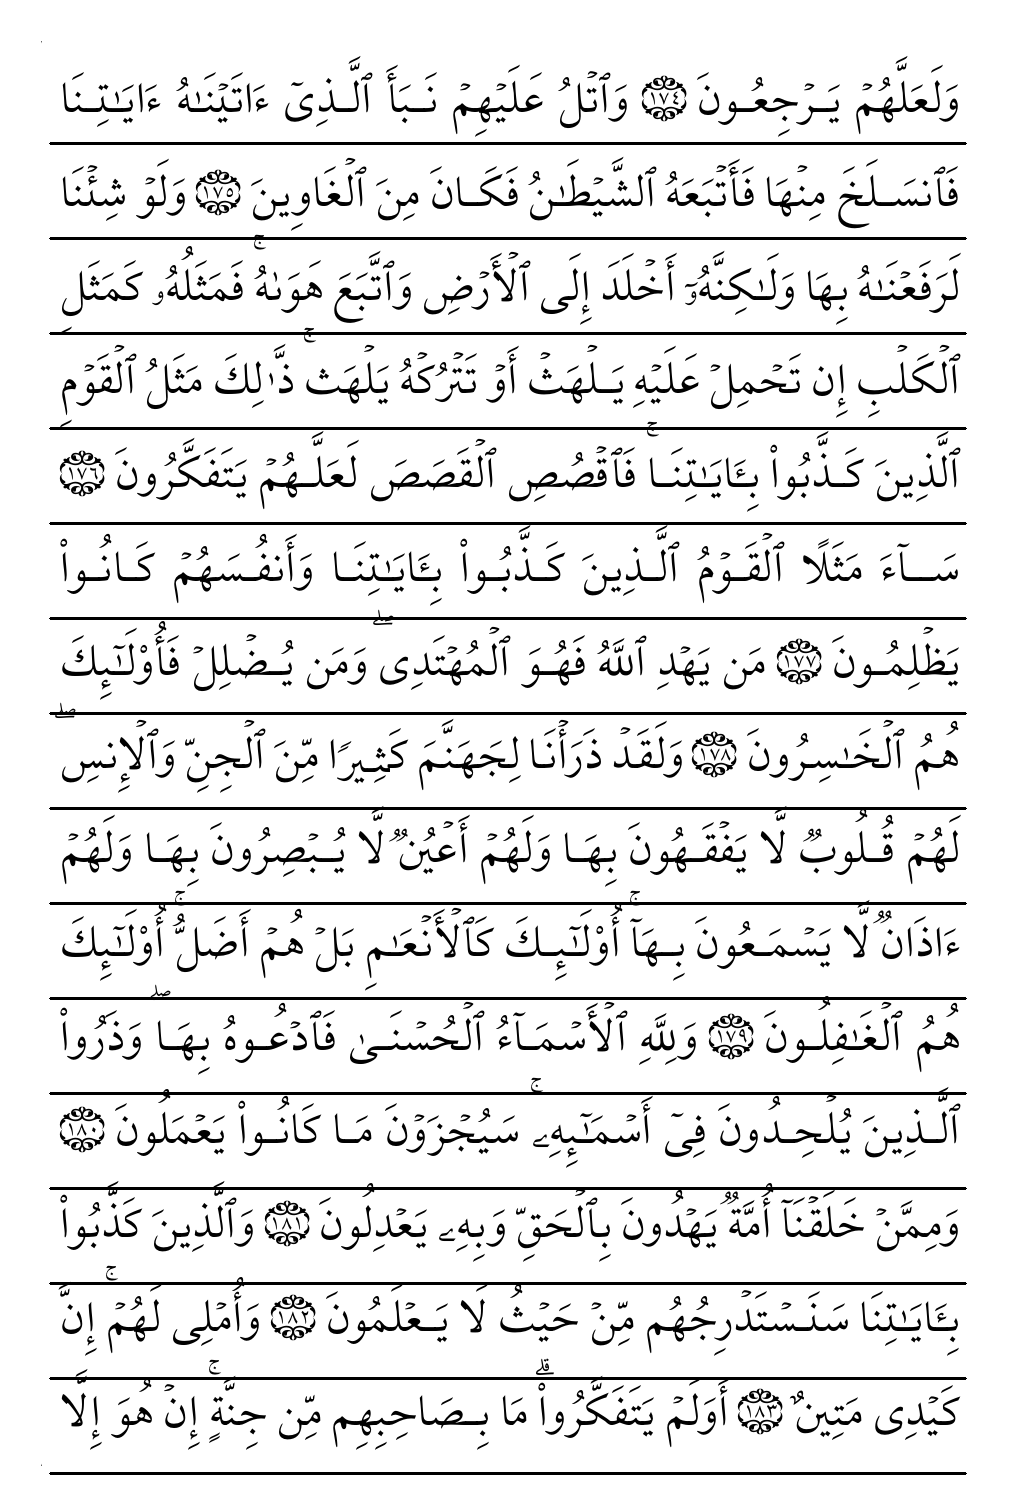 وَلَعَلَّهُمۡ يَرۡجِعُونَ ١٧٤ وَٱتۡلُ عَلَيۡهِمۡ نَبَأَ ٱلَّذِيٓ ءَاتَيۡنَٰهُ ءَايَٰتِنَا
فَٱنسَلَخَ مِنۡهَا فَأَتۡبَعَهُ ٱلشَّيۡطَٰنُ فَكَانَ مِنَ ٱلۡغَاوِينَ ١٧٥ وَلَوۡ شِئۡنَا
لَرَفَعۡنَٰهُ بِهَا وَلَٰكِنَّهُۥٓ أَخۡلَدَ إِلَى ٱلۡأَرۡضِ وَٱتَّبَعَ هَوَىٰهُۚ فَمَثَلُهُۥ كَمَثَلِ
ٱلۡكَلۡبِ إِن تَحۡمِلۡ عَلَيۡهِ يَلۡهَثۡ أَوۡ تَتۡرُكۡهُ يَلۡهَثۚ ذَّٰلِكَ مَثَلُ ٱلۡقَوۡمِ
ٱلَّذِينَ كَذَّبُواْ بِـَٔايَٰتِنَاۚ فَٱقۡصُصِ ٱلۡقَصَصَ لَعَلَّهُمۡ يَتَفَكَّرُونَ ١٧٦
سَآءَ مَثَلًا ٱلۡقَوۡمُ ٱلَّذِينَ كَذَّبُواْ بِـَٔايَٰتِنَا وَأَنفُسَهُمۡ كَانُواْ
يَظۡلِمُونَ ١٧٧ مَن يَهۡدِ ٱللَّهُ فَهُوَ ٱلۡمُهۡتَدِيۖ وَمَن يُضۡلِلۡ فَأُوْلَٰٓئِكَ
هُمُ ٱلۡخَٰسِرُونَ ١٧٨ وَلَقَدۡ ذَرَأۡنَا لِجَهَنَّمَ كَثِيرٗا مِّنَ ٱلۡجِنِّ وَٱلۡإِنسِۖ
لَهُمۡ قُلُوبٞ لَّا يَفۡقَهُونَ بِهَا وَلَهُمۡ أَعۡيُنٞ لَّا يُبۡصِرُونَ بِهَا وَلَهُمۡ
ءَاذَانٞ لَّا يَسۡمَعُونَ بِهَآۚ أُوْلَٰٓئِكَ كَٱلۡأَنۡعَٰمِ بَلۡ هُمۡ أَضَلُّۚ أُوْلَٰٓئِكَ
هُمُ ٱلۡغَٰفِلُونَ ١٧٩ وَلِلَّهِ ٱلۡأَسۡمَآءُ ٱلۡحُسۡنَىٰ فَٱدۡعُوهُ بِهَاۖ وَذَرُواْ
ٱلَّذِينَ يُلۡحِدُونَ فِيٓ أَسۡمَٰٓئِهِۦۚ سَيُجۡزَوۡنَ مَا كَانُواْ يَعۡمَلُونَ ١٨٠
وَمِمَّنۡ خَلَقۡنَآ أُمَّةٞ يَهۡدُونَ بِٱلۡحَقِّ وَبِهِۦ يَعۡدِلُونَ ١٨١ وَٱلَّذِينَ كَذَّبُواْ
بِـَٔايَٰتِنَا سَنَسۡتَدۡرِجُهُم مِّنۡ حَيۡثُ لَا يَعۡلَمُونَ ١٨٢ وَأُمۡلِي لَهُمۡۚ إِنَّ
كَيۡدِي مَتِينٌ ١٨٣ أَوَلَمۡ يَتَفَكَّرُواْۗ مَا بِصَاحِبِهِم مِّن جِنَّةٍۚ إِنۡ هُوَ إِلَّا